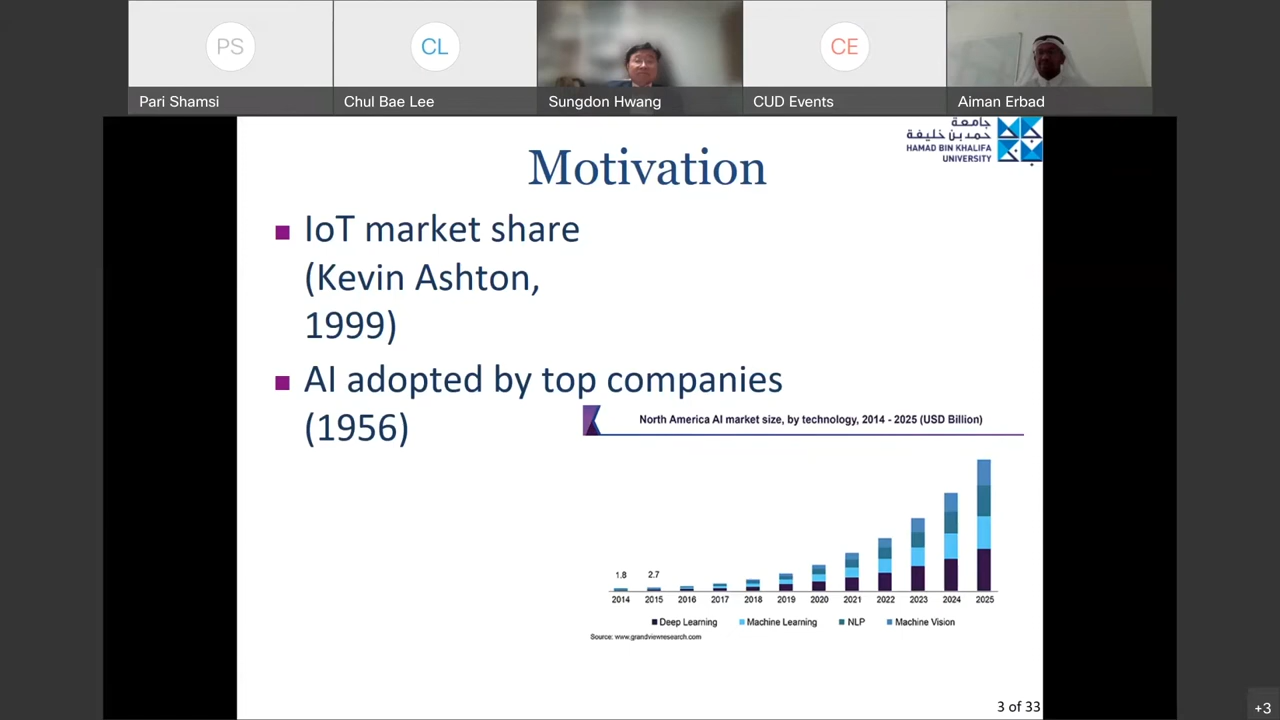 PS
CL
CE
Pari Shamsi
Chul Bae Lee
Sungdon Hwang
CUD Events
Aiman Erbad
جامعة
حمد بن خليفة
HAMAD BIN KHALIFA
UNIVERSITY
Motivation
■ IoT market share
(Kevin Ashton,
1999)
■ AI adopted by top companies
(1956)
North America AI market size, by technology, 2014 - 2025 (USD Billion)
1.8 2.7
2014 2015 2016 2017 2018 2019 2020 2021 2022 2023 2024 2025
Deep Learning Machine Learning NLP Machine Vision
Source: www.grandviewresearch.com
3 of 33
+3